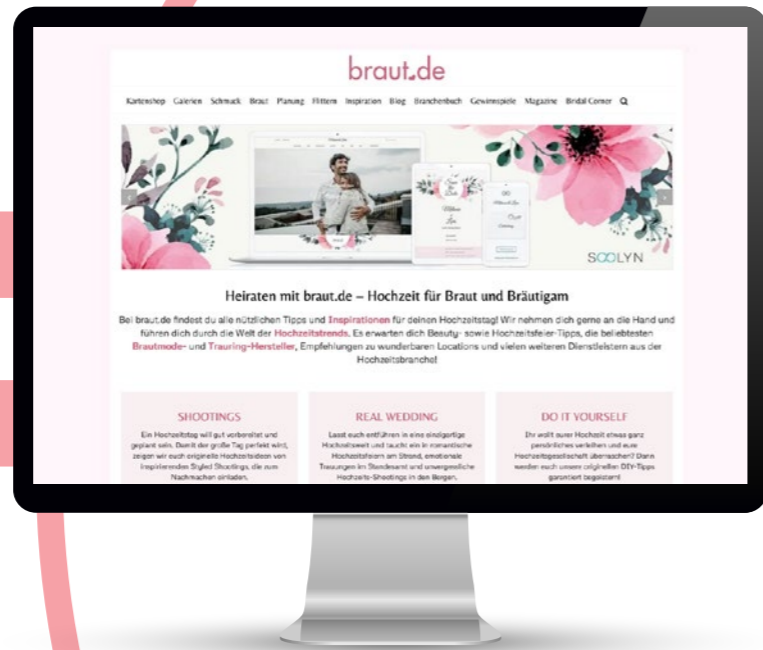 braut.de
Kartenshop Galerien Schmuck Braut Planung Flittern Inspiration Blog Branchenbuch Gewinnspiele Magazine Bridal Corner
SOOLYN
Heiraten mit braut.de – Hochzeit für Braut und Bräutigam
Bei braut.de findest du alle nützlichen Tipps und Inspirationen für deinen Hochzeitstag! Wir nehmen dich gerne an die Hand und
führen dich durch die Welt der Hochzeitstrends. Es erwarten dich Beauty- sowie Hochzeitsfeier-Tipps, die beliebtesten
Brautmode- und Trauring-Hersteller, Empfehlungen zu wunderbaren Locations und vielen weiteren Dienstleistern aus der
Hochzeitsbranche!
SHOOTINGS
Ein Hochzeitstag will gut vorbereitet und
geplant sein. Damit der große Tag perfekt wird,
zeigen wir euch originelle Hochzeitsideen von
inspirierenden Styled Shootings, die zum
Nachmachen einladen.
REAL WEDDING
Lasst euch entführen in eine einzigartige
Hochzeitswelt und taucht ein in romantische
Hochzeitsfeiern am Strand, emotionale
Trauungen im Standesamt und unvergessliche
Hochzeits-Shootings in den Bergen.
DO IT YOURSELF
Ihr wollt eurer Hochzeit etwas ganz
persönliches verleihen und eure
Hochzeitsgesellschaft überraschen? Dann
werden euch unsere originellen DIY-Tipps
garantiert begeistern!